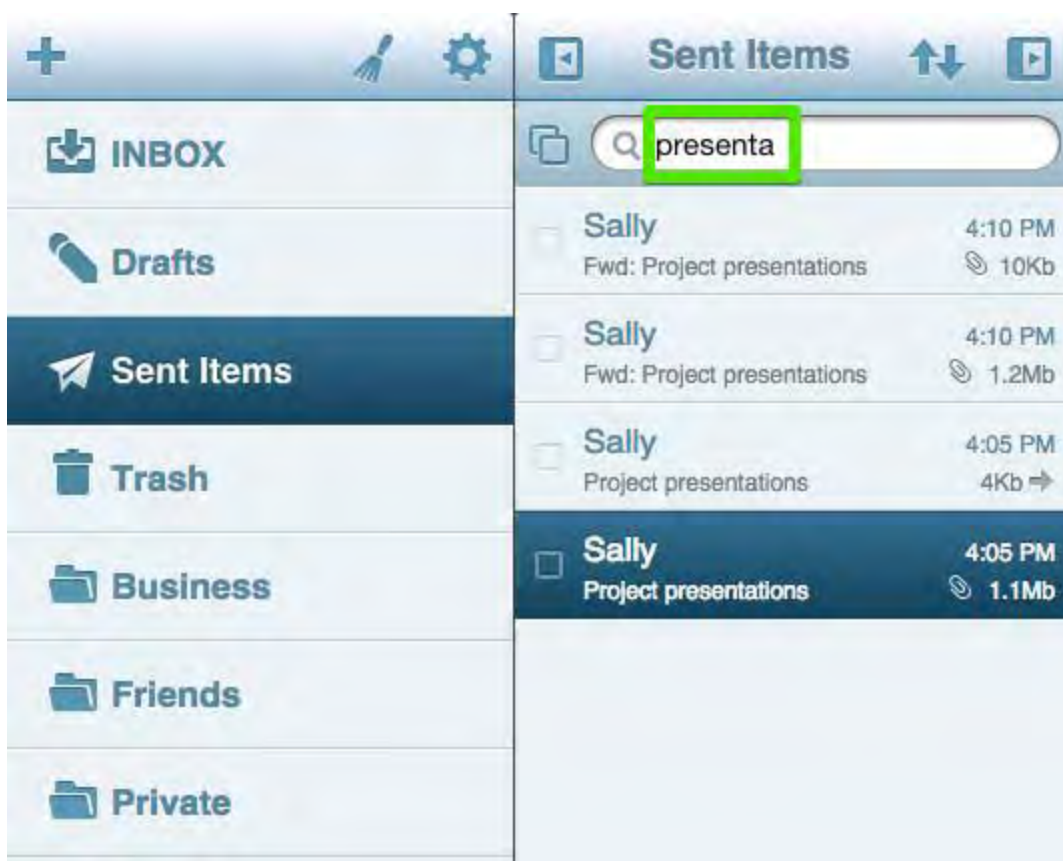 INBOX
Drafts
Sent Items
Trash
Business
Friends
Private
Sent Items
presenta
Sally 4:10 PM
Fwd: Project presentations 10Kb
Sally 4:10 PM
Fwd: Project presentations 1.2Mb
Sally 4:05 PM
Project presentations 4Kb
Sally 4:05 PM
Project presentations 1.1Mb